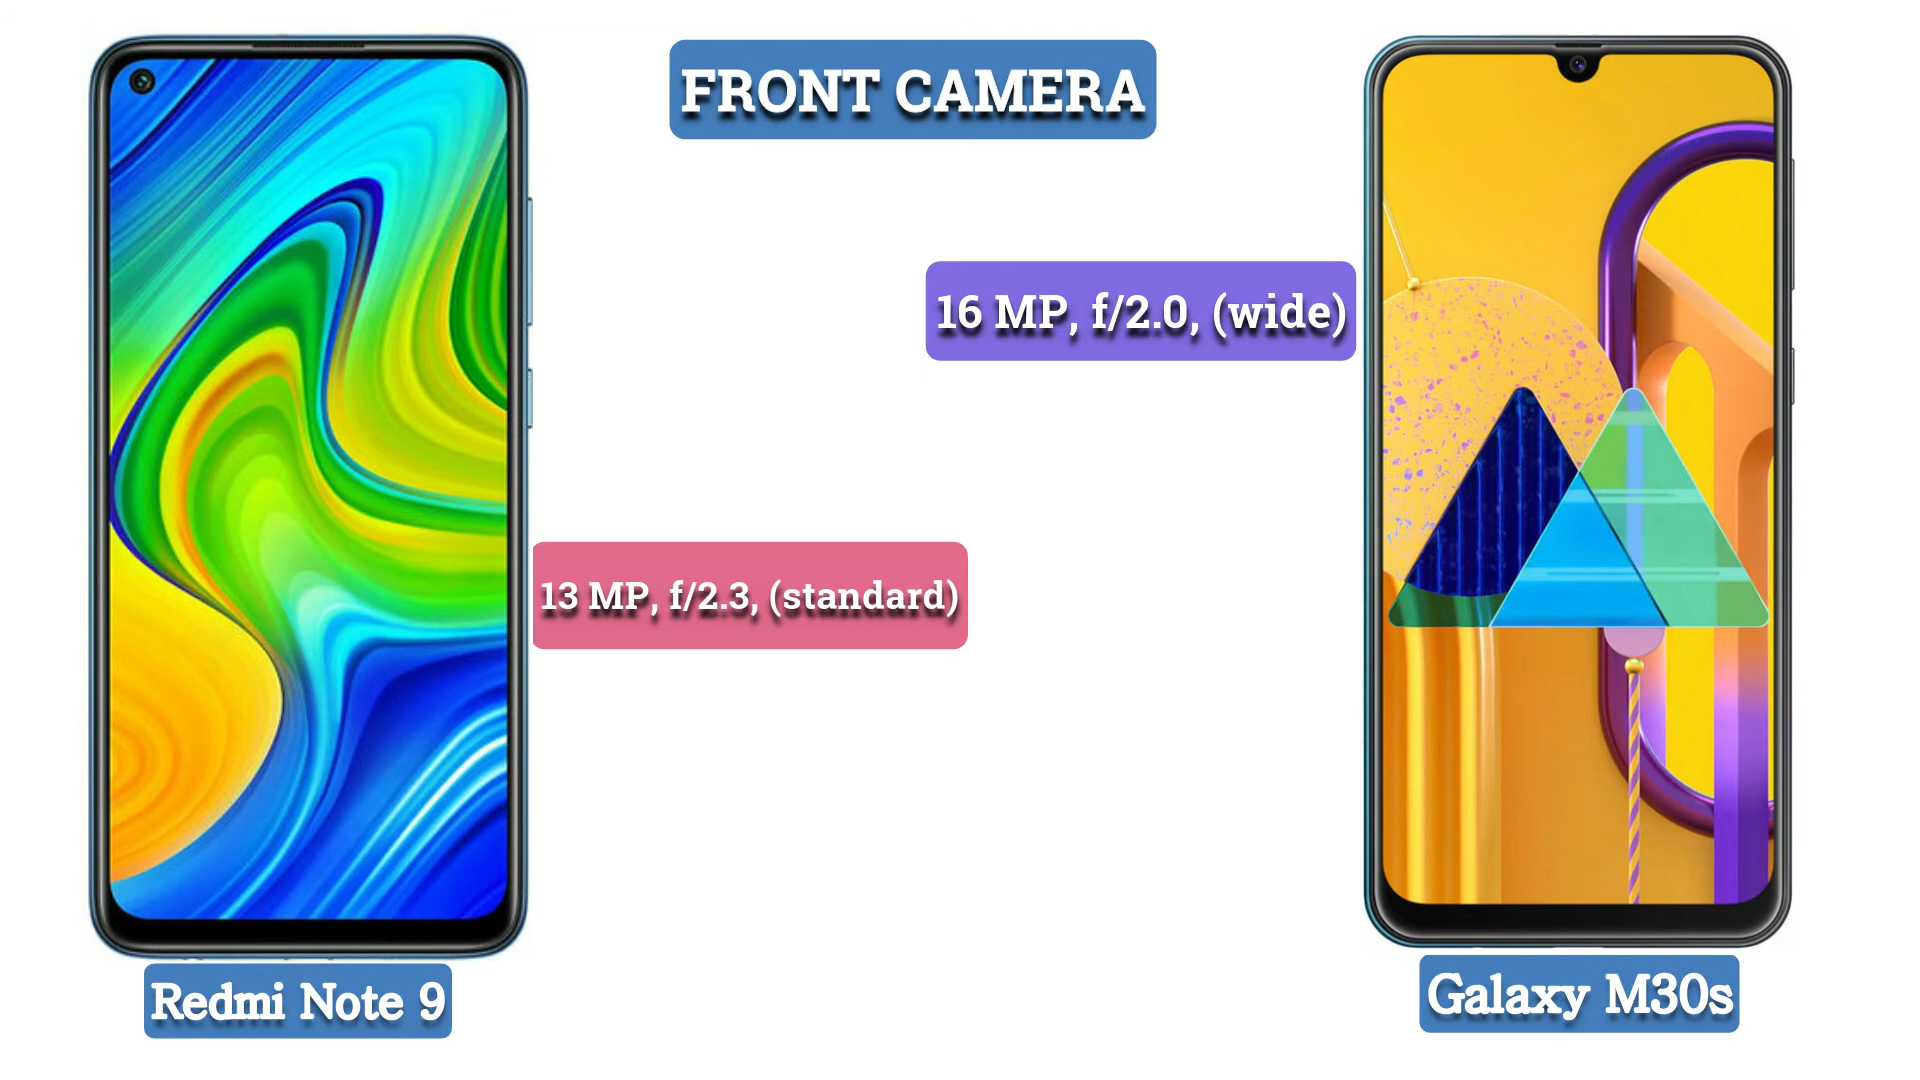 FRONT CAMERA
16 MP, f/2.0, (wide)
13 MP, f/2.3, (standard)
Redmi Note 9
Galaxy M30s